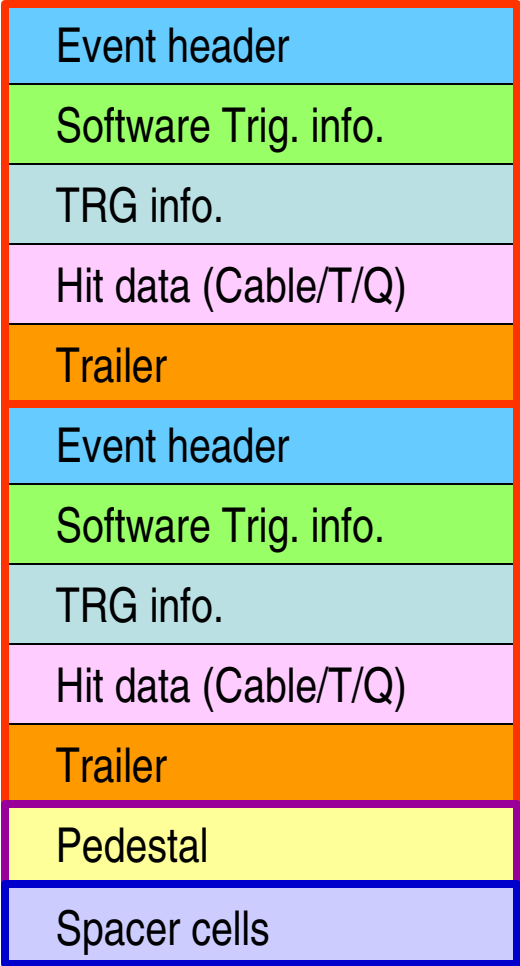 Event header
Software Trig. info.
TRG info.
Hit data (Cable/T/Q)
Trailer
Event header
Software Trig. info.
TRG info.
Hit data (Cable/T/Q)
Trailer
Pedestal
Spacer cells